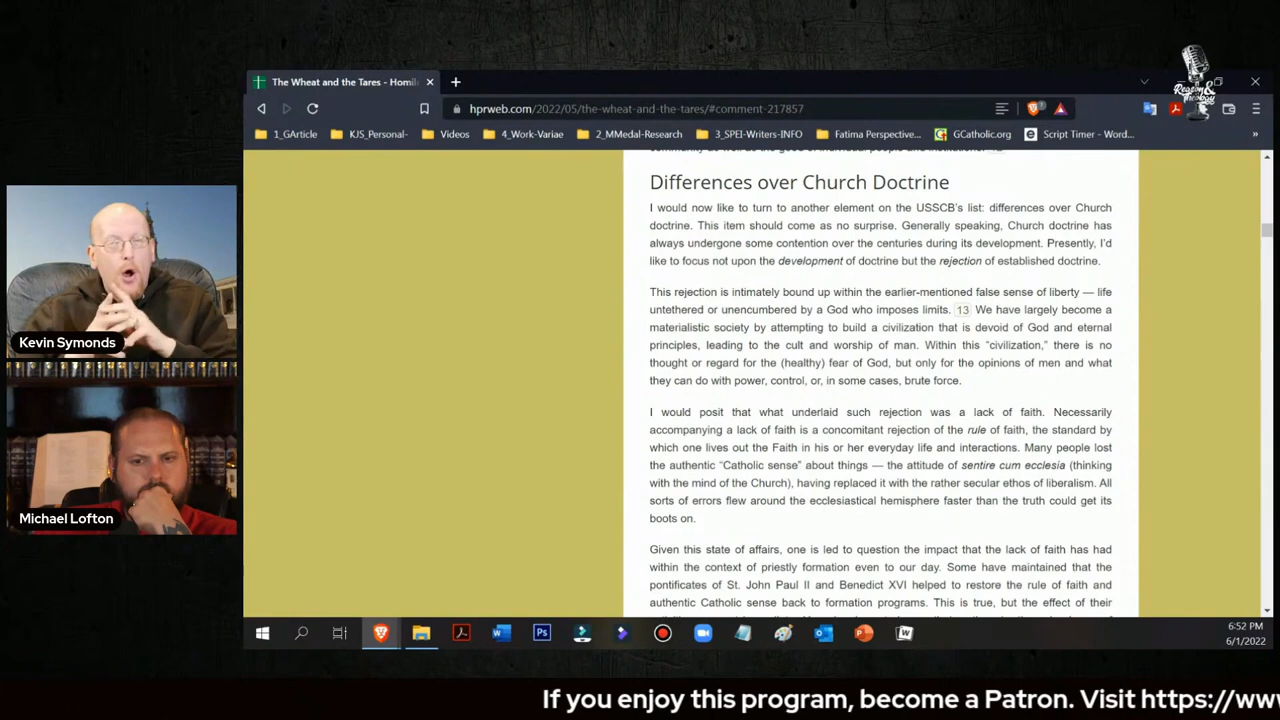 Reason &
Theology
The Wheat and the Tares - Homil
hprweb.com/2022/05/the-wheat-and-the-tares/#comment-217857
1_GArticle
KJS_Personal-
Videos
4_Work-Variae
2_MMedal-Research
3_SPEI-Writers-INFO
Fatima Perspective...
GCatholic.org
Script Timer - Word...
Differences over Church Doctrine
I would now like to turn to another element on the USSCB's list: differences over Church
doctrine. This item should come as no surprise. Generally speaking, Church doctrine has
always undergone some contention over the centuries during its development. Presently, I'd
like to focus not upon the development of doctrine but the rejection of established doctrine.
This rejection is intimately bound up within the earlier-mentioned false sense of liberty — life
untethered or unencumbered by a God who imposes limits. 13 We have largely become a
materialistic society by attempting to build a civilization that is devoid of God and eternal
principles, leading to the cult and worship of man. Within this "civilization," there is no
thought or regard for the (healthy) fear of God, but only for the opinions of men and what
they can do with power, control, or, in some cases, brute force.
I would posit that what underlaid such rejection was a lack of faith. Necessarily
accompanying a lack of faith is a concomitant rejection of the rule of faith, the standard by
which one lives out the Faith in his or her everyday life and interactions. Many people lost
the authentic "Catholic sense" about things — the attitude of sentire cum ecclesia (thinking
with the mind of the Church), having replaced it with the rather secular ethos of liberalism. All
sorts of errors flew around the ecclesiastical hemisphere faster than the truth could get its
boots on.
Given this state of affairs, one is led to question the impact that the lack of faith has had
within the context of priestly formation even to our day. Some have maintained that the
pontificates of St. John Paul II and Benedict XVI helped to restore the rule of faith and
authentic Catholic sense back to formation programs. This is true, but the effect of their
Kevin Symonds
Michael Lofton
6:52 PM
6/1/2022
If you enjoy this program, become a Patron. Visit https://ww